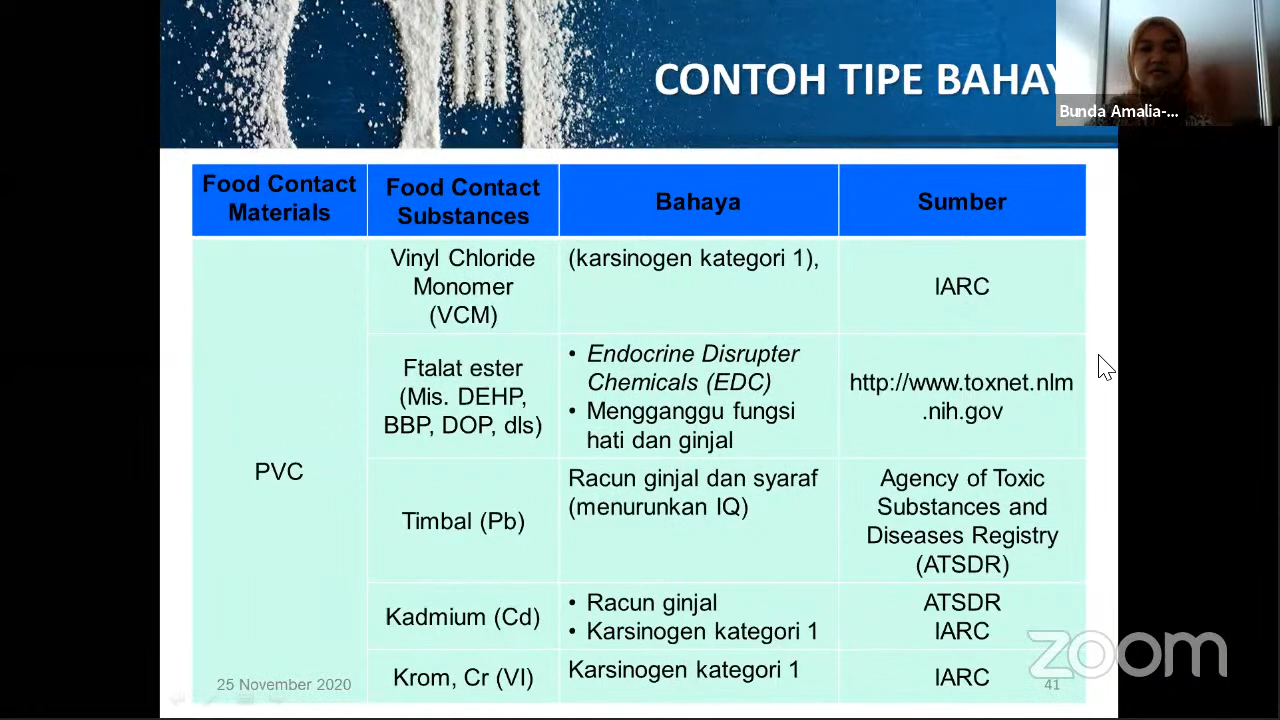 CONTOH TIPE BAHAY
Bunda Amalia-...
Food Contact
Materials
Food Contact
Substances
Bahaya
Sumber
PVC
Vinyl Chloride
Monomer
(VCM)
(karsinogen kategori 1),
IARC
Ftalat ester
(Mis. DEHP,
BBP, DOP, dls)
• Endocrine Disrupter
Chemicals (EDC)
• Mengganggu fungsi
hati dan ginjal
http://www.toxnet.nlm
.nih.gov
Timbal (Pb)
Racun ginjal dan syaraf
(menurunkan IQ)
Agency of Toxic
Substances and
Diseases Registry
(ATSDR)
Kadmium (Cd)
• Racun ginjal
• Karsinogen kategori 1
ATSDR
IARC
Krom, Cr (VI)
Karsinogen kategori 1
IARC
25 November 2020
41
zoom